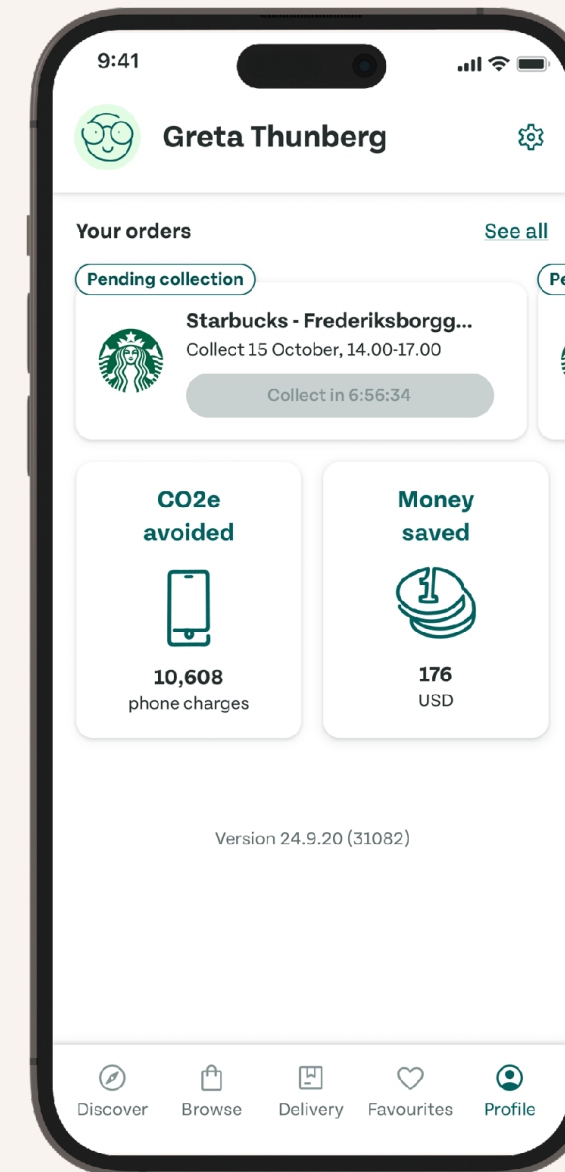 9:41
Greta Thunberg
Your orders
See all
Pending collection
Pe
Starbucks - Frederiksborgg...
Collect 15 October, 14.00-17.00
Collect in 6:56:34
CO2e
avoided
10,608
phone charges
Money
saved
1
176
USD
Version 24.9.20 (31082)
Discover
Browse
Delivery
Favourites
Profile